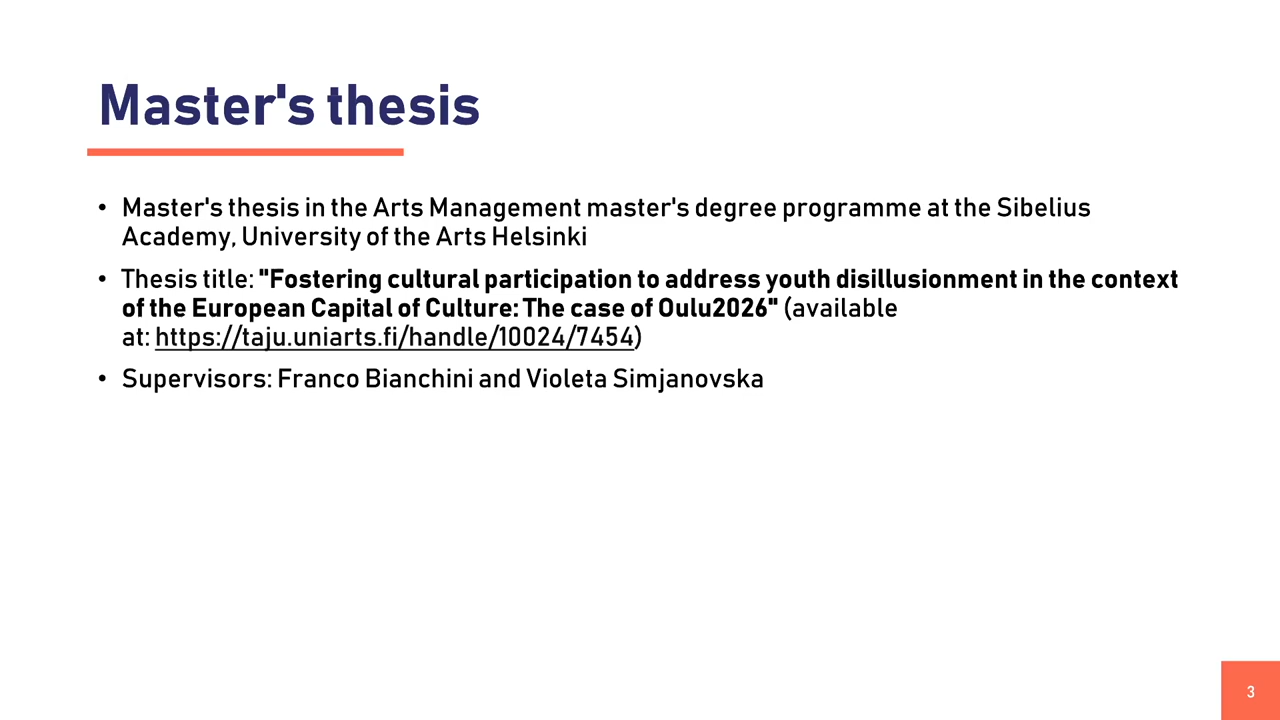 Master's thesis
• Master's thesis in the Arts Management master's degree programme at the Sibelius
Academy, University of the Arts Helsinki
• Thesis title: "Fostering cultural participation to address youth disillusionment in the context
of the European Capital of Culture: The case of Oulu2026" (available
at: https://taju.uniarts.fi/handle/10024/7454)
• Supervisors: Franco Bianchini and Violeta Simjanovska
3